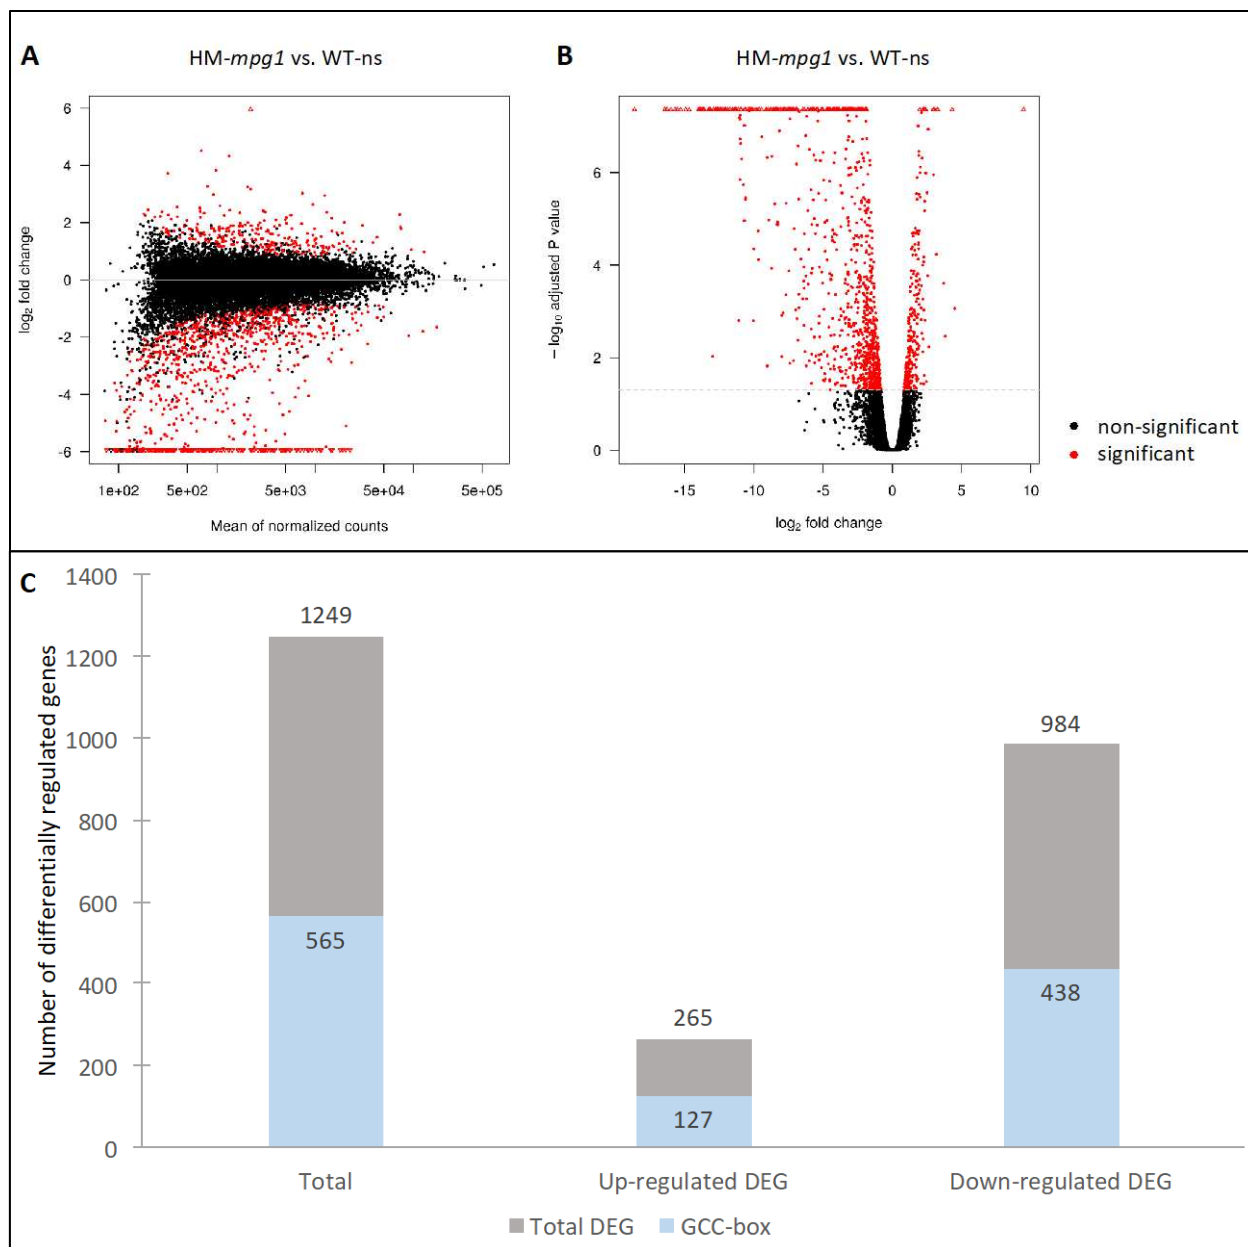 A
HM-mpg1 vs. WT-ns
6
4
2
0
-2
-4
-6
log2 fold change
1e+02
5e+02
5e+03
5e+04
5e+05
Mean of normalized counts
B
HM-mpg1 vs. WT-ns
6
4
2
0
− log10 adjusted P value
-15
-10
-5
0
5
10
log2 fold change
non-significant
significant
C
1400
1200
1000
800
600
400
200
0
Number of differentially regulated genes
1249
565
265
127
984
438
Total
Up-regulated DEG
Down-regulated DEG
Total DEG
GCC-box